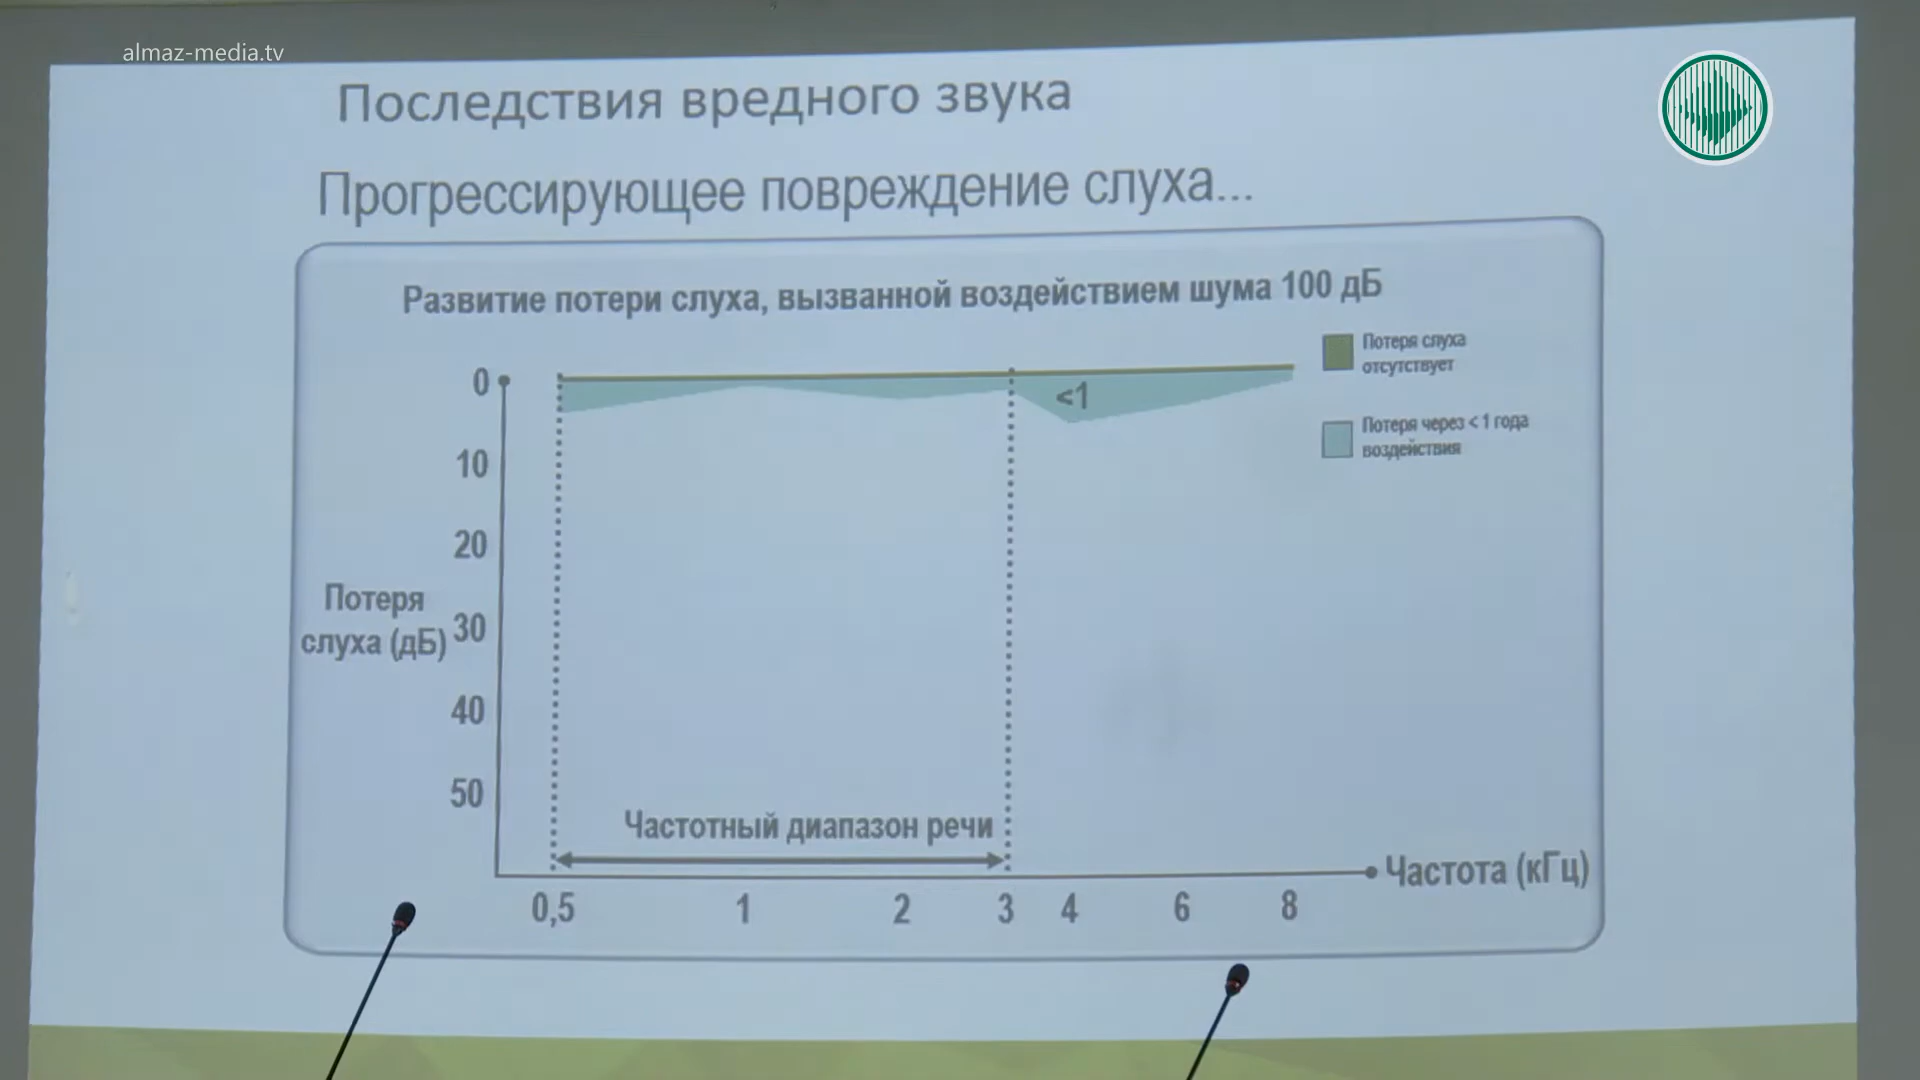 almaz-media.tv
Последствия вредного звука
Прогрессирующее повреждение слуха...
Развитие потери слуха, вызванной воздействием шума 100 дБ
Потеря слуха
отсутствует
Потеря через < 1 года
воздействия
<1
0
10
20
30
40
50
Потеря
слуха (дБ)
Частотный диапазон речи
Частота (кГц)
0,5 1 2 3 4 6 8